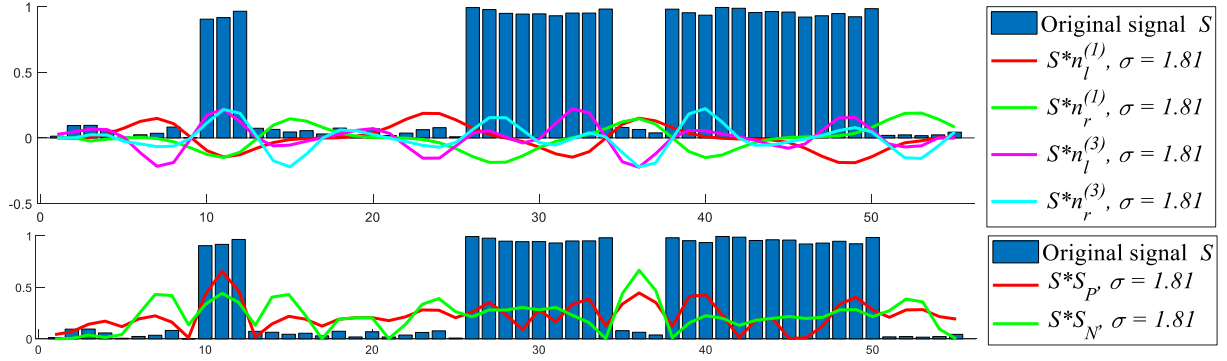 1
0.5
0
-0.5
0 10 20 30 40 50
Original signal S
S*n_l^(1), σ = 1.81
S*n_r^(1), σ = 1.81
S*n_l^(3), σ = 1.81
S*n_r^(3), σ = 1.81
1
0.5
0
0 10 20 30 40 50
Original signal S
S*S_P, σ = 1.81
S*S_N, σ = 1.81